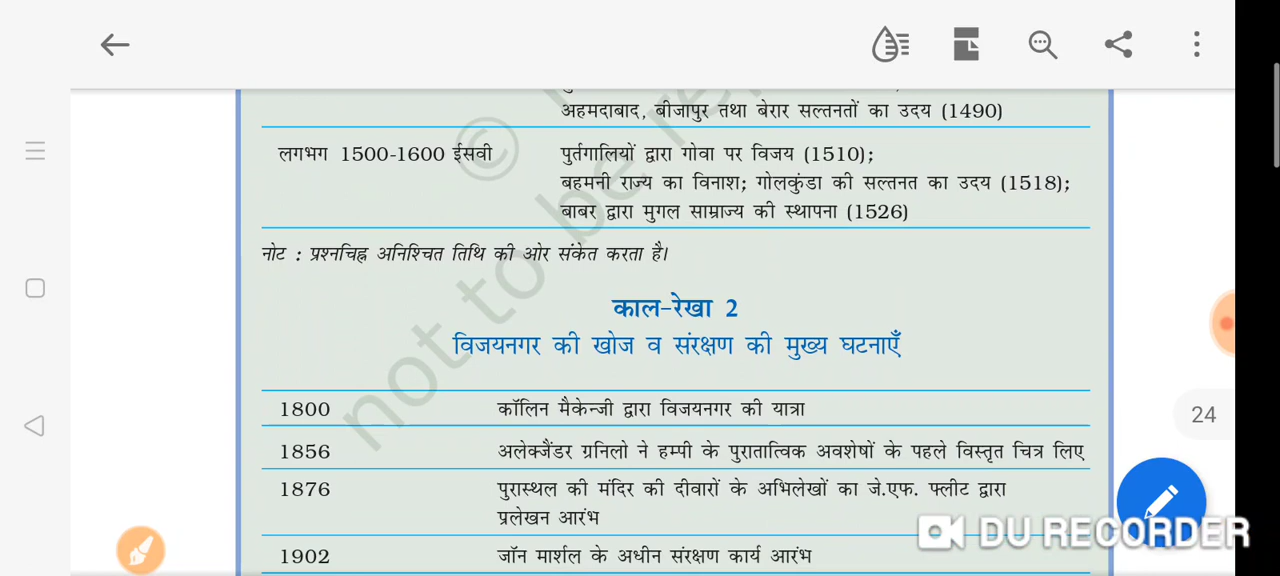 अहमदाबाद, बीजापुर तथा बेरार सल्तनतों का उदय (1490)
लगभग 1500-1600 ईसवी पुर्तगालियों द्वारा गोवा पर विजय (1510);
बहमनी राज्य का विनाश; गोलकुंडा की सल्तनत का उदय (1518);
बाबर द्वारा मुगल साम्राज्य की स्थापना (1526)
नोट : प्रश्नचिह्न अनिश्चित तिथि की ओर संकेत करता है।
काल-रेखा 2
विजयनगर की खोज व संरक्षण की मुख्य घटनाएँ
1800 कॉलिन मैकेन्जी द्वारा विजयनगर की यात्रा
1856 अलेक्जैंडर ग्रनिलो ने हम्पी के पुरातात्विक अवशेषों के पहले विस्तृत चित्र लिए
1876 पुरास्थल की मंदिर की दीवारों के अभिलेखों का जे.एफ. फ्लीट द्वारा
प्रलेखन आरंभ
1902 जॉन मार्शल के अधीन संरक्षण कार्य आरंभ
24
©
not to be
DU RECORDER